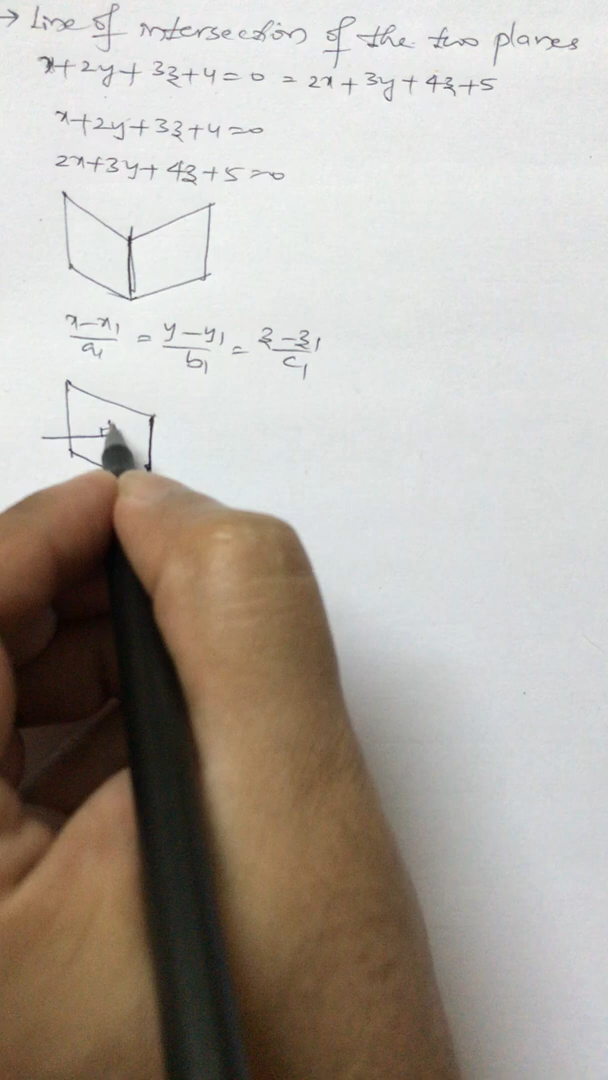 → Line of intersection of the two planes
x+2y+3z+4=0 = 2x+3y+4z+5
x+2y+3z+4=0
2x+3y+4z+5=0
x-x₁/a₁ = y-y₁/b₁ = z-z₁/c₁